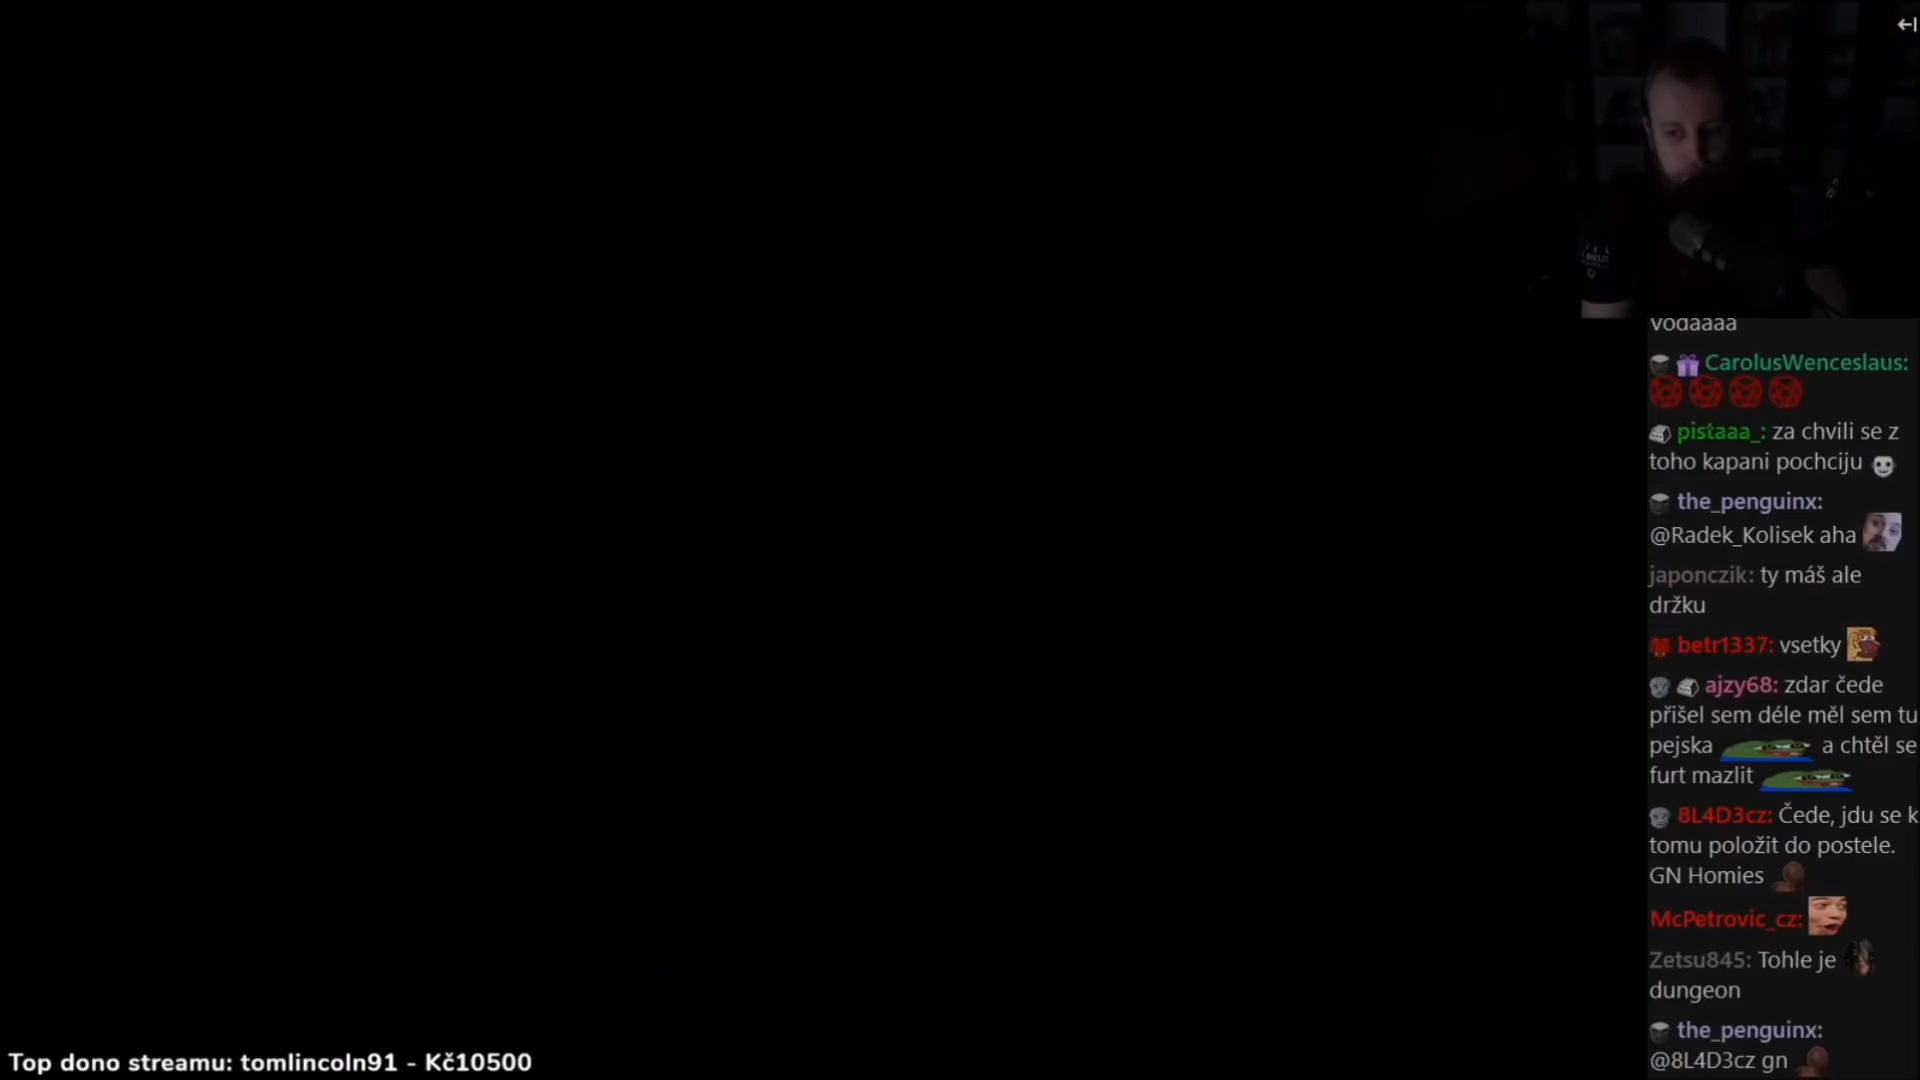 vodaaaa
CarolusWenceslaus:
pistaaa_: za chvili se z
toho kapani pochciju
the_penguinx:
@Radek_Kolisek aha
japonczik: ty máš ale
držku
betr1337: vsetky
ajzy68: zdar čede
přišel sem déle měl sem tu
pejska a chtěl se
furt mazlit
8L4D3cz: Čede, jdu se k
tomu položit do postele.
GN Homies
McPetrovic_cz:
Zetsu845: Tohle je
dungeon
the_penguinx:
@8L4D3cz gn
Top dono streamu: tomlincoln91 - Kč10500